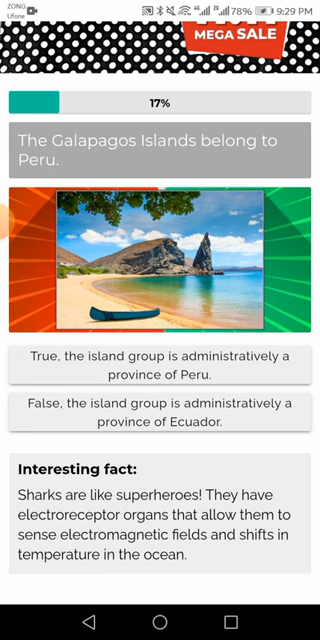 ZONG
Ufone
78%
9:29 PM
MEGA SALE
17%
The Galapagos Islands belong to
Peru.
True, the island group is administratively a
province of Peru.
False, the island group is administratively a
province of Ecuador.
Interesting fact:
Sharks are like superheroes! They have
electroreceptor organs that allow them to
sense electromagnetic fields and shifts in
temperature in the ocean.